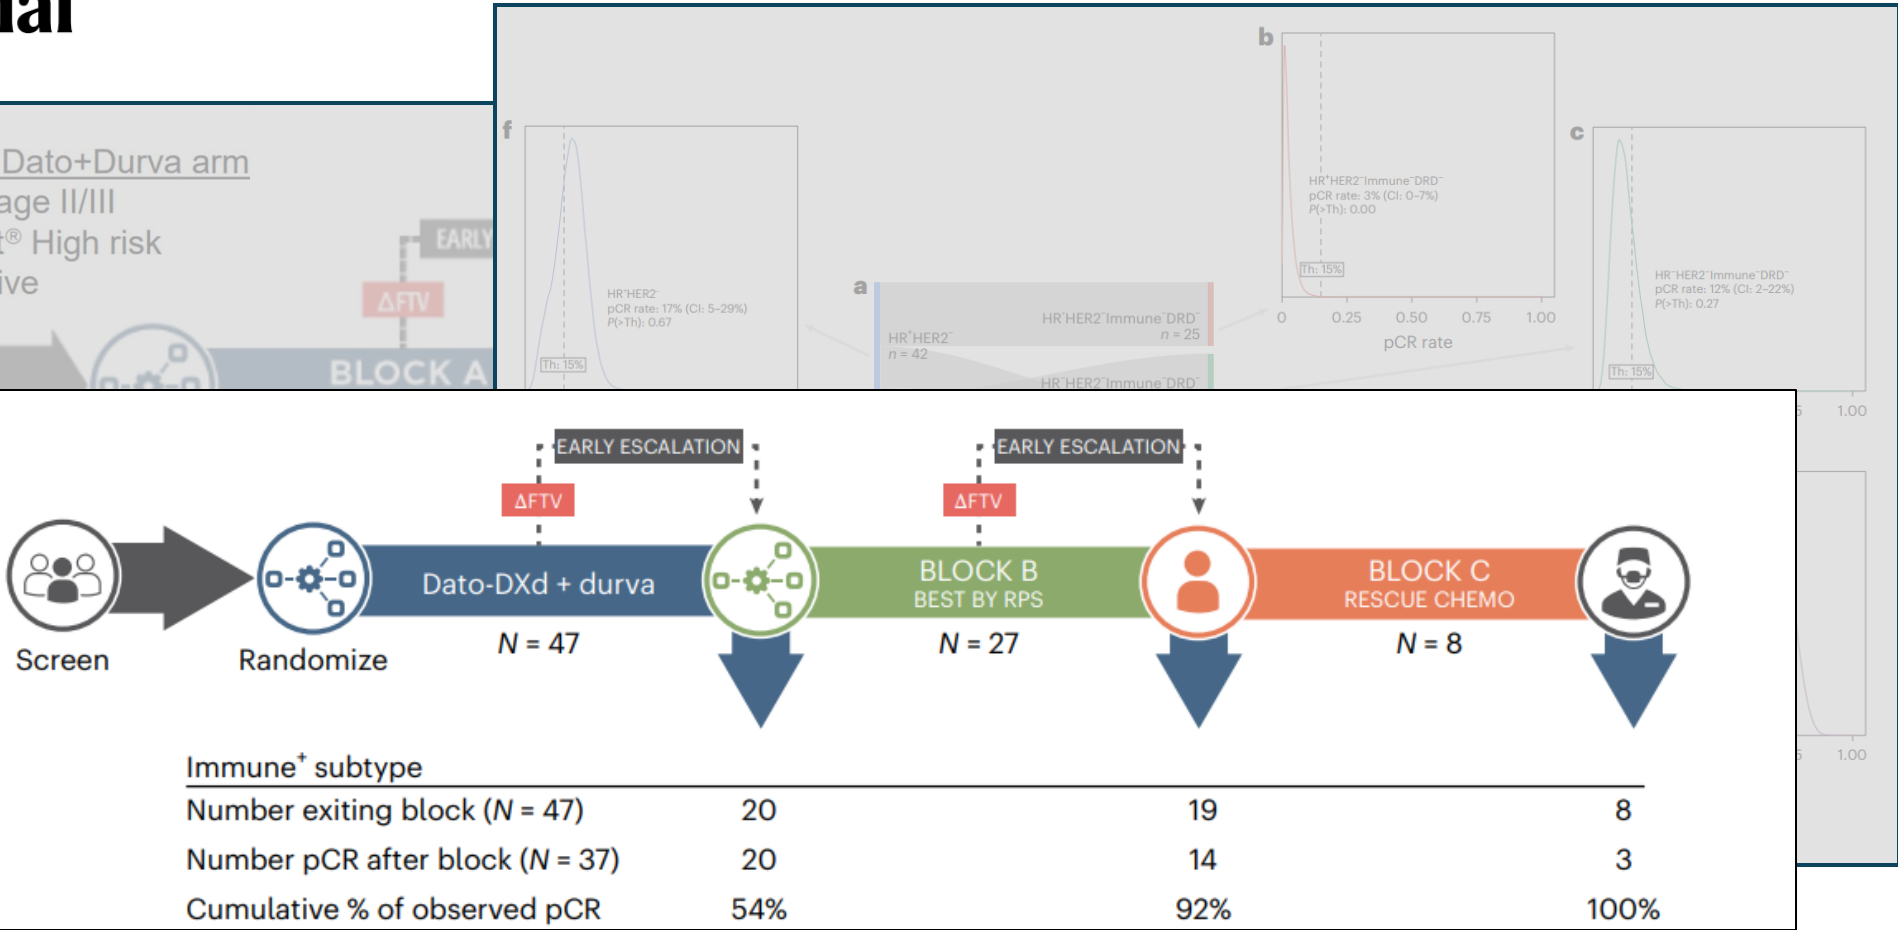 Dato+Durva arm
II/III
High risk
EARLY
ΔFTV
BLOCK A
f
HR⁻HER2⁻
pCR rate: 17% (CI: 5–29%)
P(>Th): 0.67
Th: 15%
a
HR⁺HER2⁻
n = 42
HR⁺HER2⁻Immune⁻DRD⁻
n = 25
HR⁻HER2⁻Immune⁻DRD⁻
b
HR⁺HER2⁻Immune⁻DRD⁻
pCR rate: 3% (CI: 0–7%)
P(>Th): 0.00
Th: 15%
0 0.25 0.50 0.75 1.00
pCR rate
c
HR⁻HER2⁻Immune⁻DRD⁻
pCR rate: 12% (CI: 2–22%)
P(>Th): 0.27
Th: 15%
1.00
1.00
EARLY ESCALATION EARLY ESCALATION
ΔFTV ΔFTV
Dato-DXd + durva BLOCK B BLOCK C
BEST BY RPS RESCUE CHEMO
Screen Randomize N = 47 N = 27 N = 8
Immune⁺ subtype
Number exiting block (N = 47) 20 19 8
Number pCR after block (N = 37) 20 14 3
Cumulative % of observed pCR 54% 92% 100%